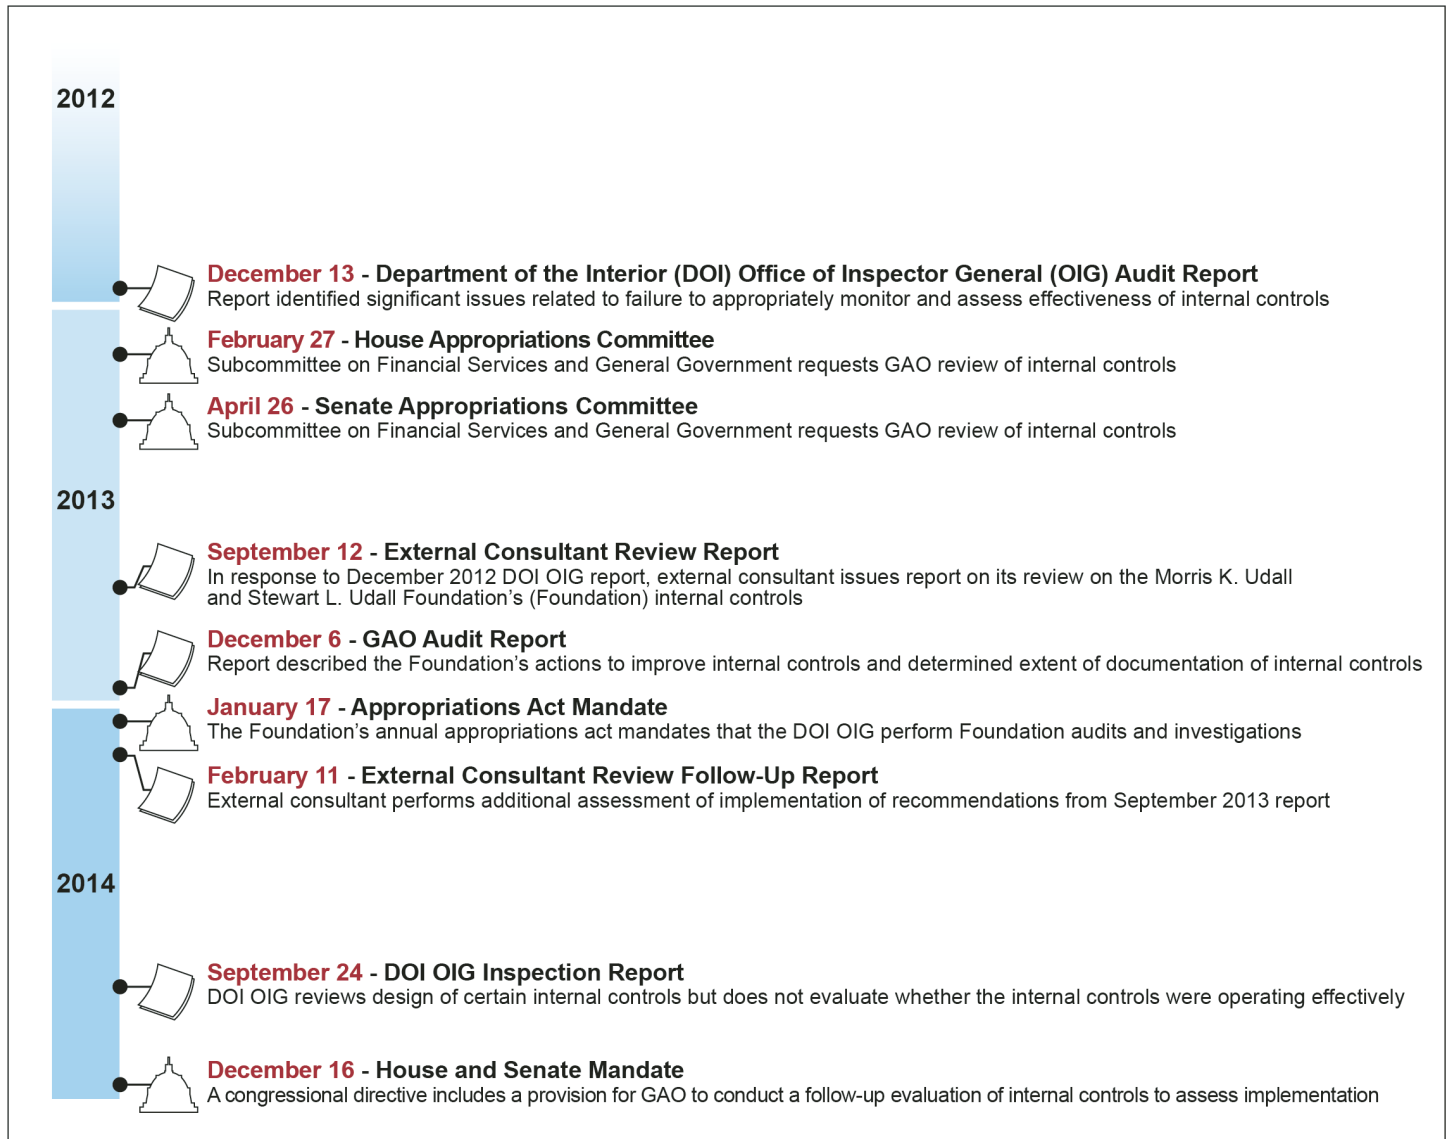 2012
December 13 - Department of the Interior (DOI) Office of Inspector General (OIG) Audit Report
Report identified significant issues related to failure to appropriately monitor and assess effectiveness of internal controls
February 27 - House Appropriations Committee
Subcommittee on Financial Services and General Government requests GAO review of internal controls
April 26 - Senate Appropriations Committee
Subcommittee on Financial Services and General Government requests GAO review of internal controls
2013
September 12 - External Consultant Review Report
In response to December 2012 DOI OIG report, external consultant issues report on its review on the Morris K. Udall
and Stewart L. Udall Foundation's (Foundation) internal controls
December 6 - GAO Audit Report
Report described the Foundation's actions to improve internal controls and determined extent of documentation of internal controls
January 17 - Appropriations Act Mandate
The Foundation's annual appropriations act mandates that the DOI OIG perform Foundation audits and investigations
February 11 - External Consultant Review Follow-Up Report
External consultant performs additional assessment of implementation of recommendations from September 2013 report
2014
September 24 - DOI OIG Inspection Report
DOI OIG reviews design of certain internal controls but does not evaluate whether the internal controls were operating effectively
December 16 - House and Senate Mandate
A congressional directive includes a provision for GAO to conduct a follow-up evaluation of internal controls to assess implementation